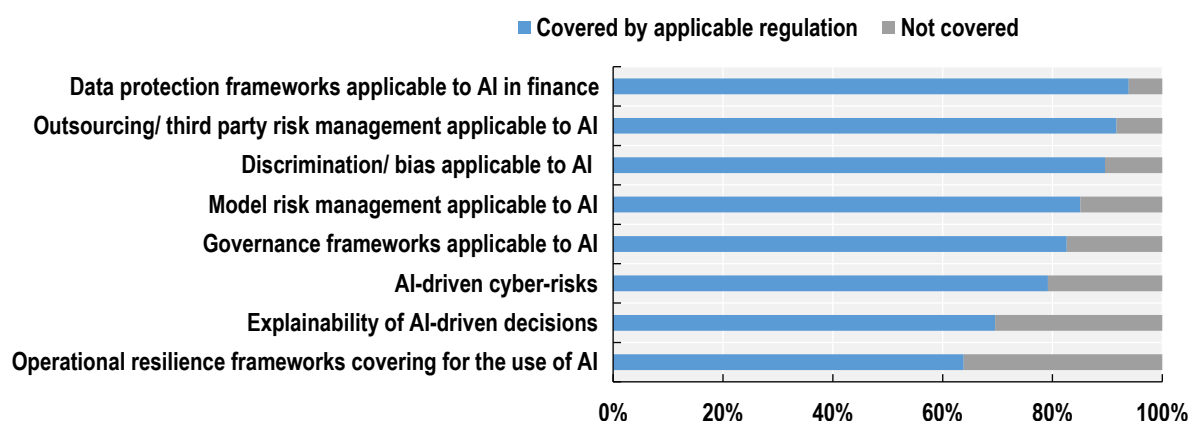 Covered by applicable regulation Not covered
Data protection frameworks applicable to AI in finance
Outsourcing/ third party risk management applicable to AI
Discrimination/ bias applicable to AI
Model risk management applicable to AI
Governance frameworks applicable to AI
AI-driven cyber-risks
Explainability of AI-driven decisions
Operational resilience frameworks covering for the use of AI
0% 20% 40% 60% 80% 100%